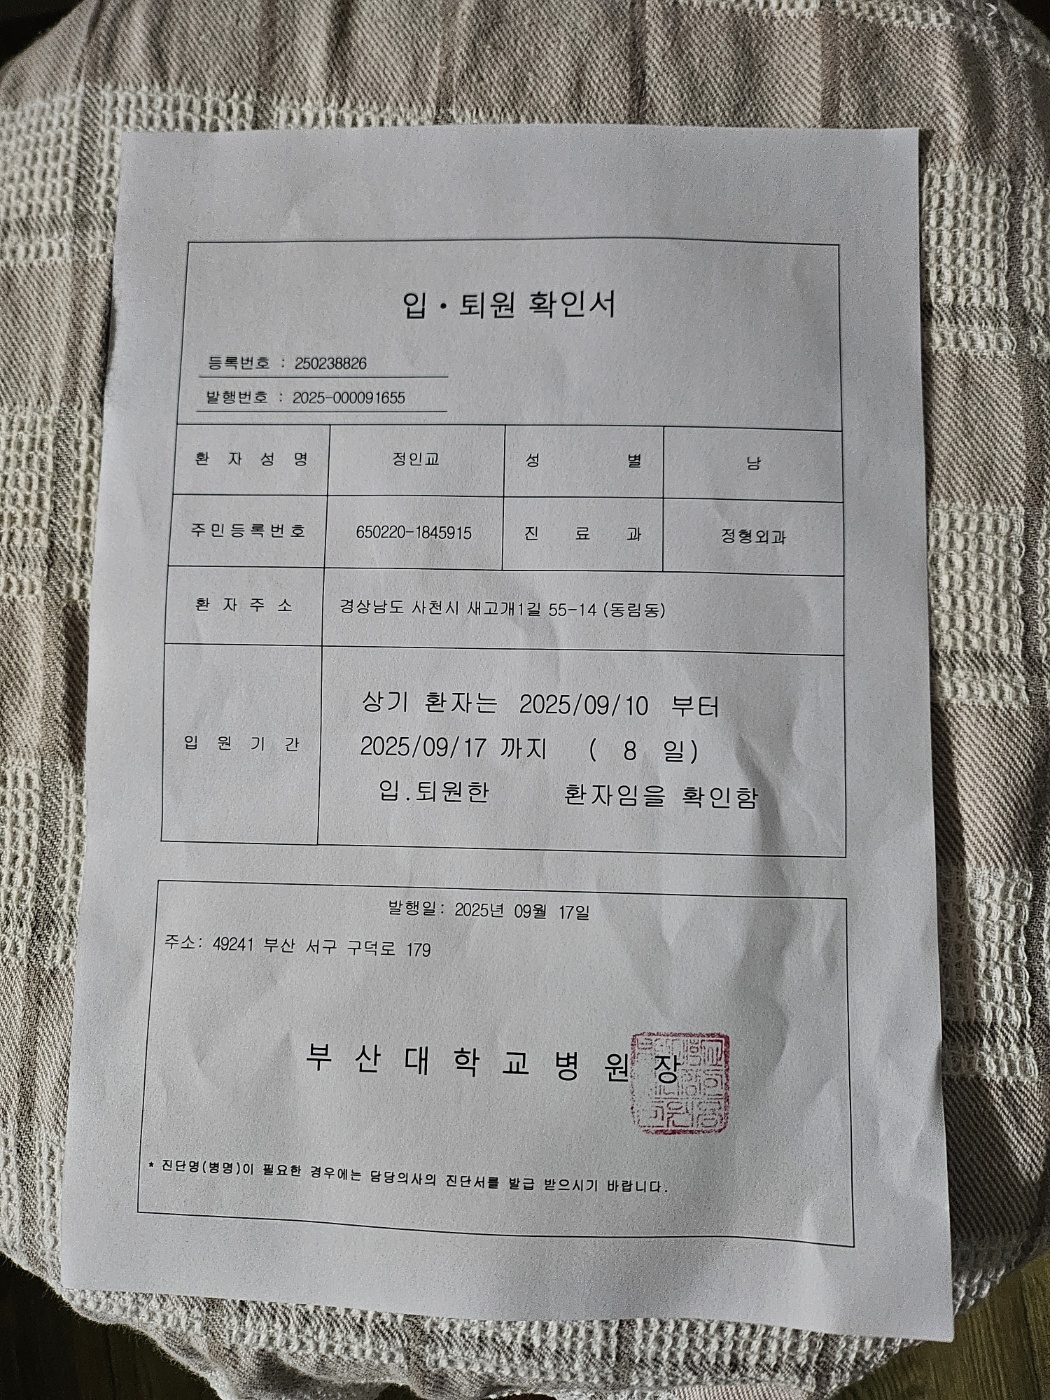 입·퇴원 확인서
등록번호 : 250238826
발행번호 : 2025-000091655
환 자 성 명 정인교 성 별 남
주민등록번호 650220-1845915 진 료 과 정형외과
환 자 주 소 경상남도 사천시 새고개1길 55-14 (동림동)
입 원 기 간
상기 환자는 2025/09/10 부터
2025/09/17 까지 ( 8 일)
입.퇴원한 환자임을 확인함
발행일: 2025년 09월 17일
주소: 49241 부산 서구 구덕로 179
부 산 대 학 교 병 원 장
* 진단명(병명)이 필요한 경우에는 담당의사의 진단서를 발급 받으시기 바랍니다.